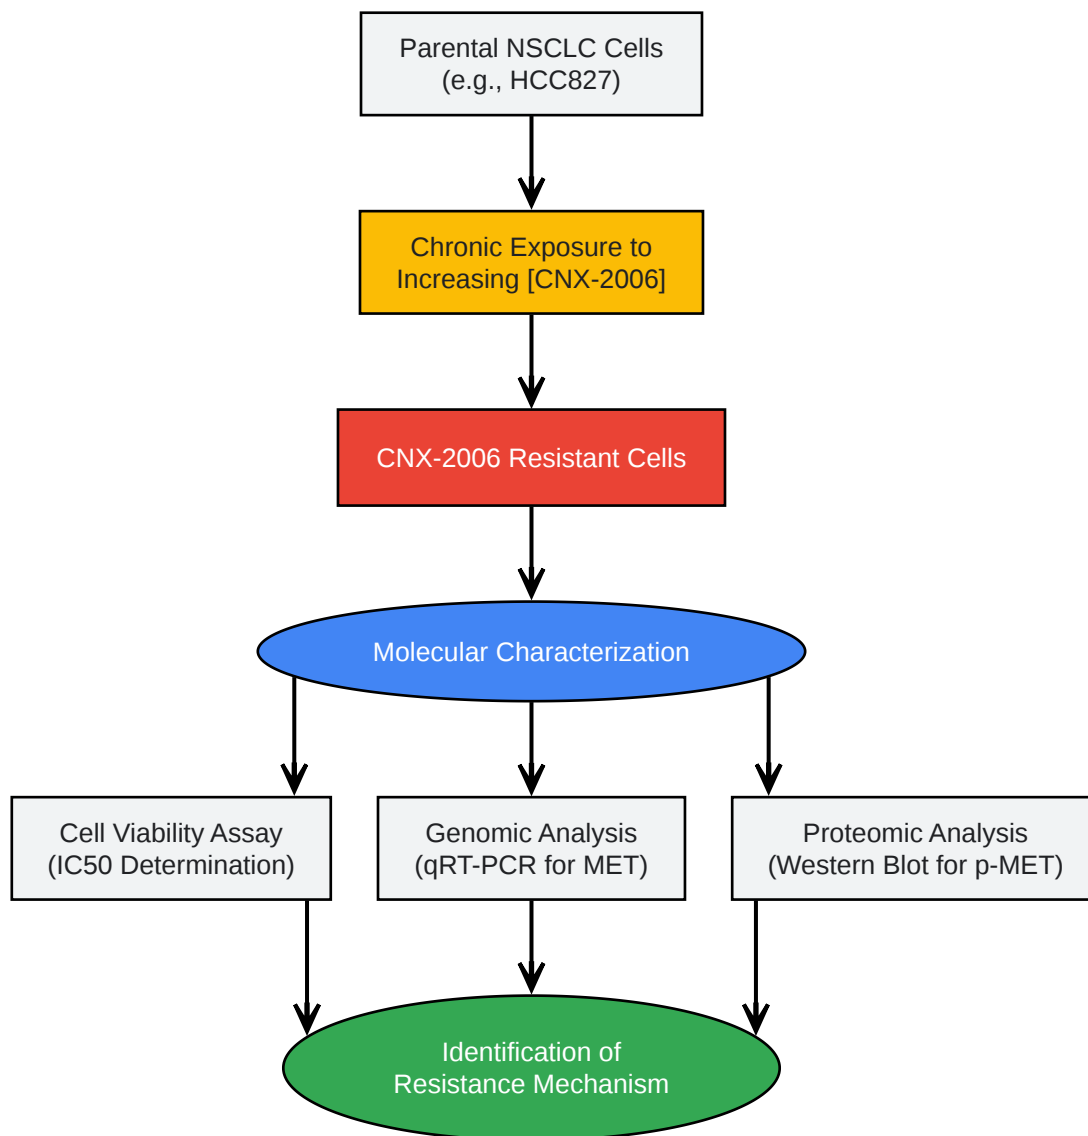 Parental NSCLC Cells
(e.g., HCC827)
Chronic Exposure to
Increasing [CNX-2006]
CNX-2006 Resistant Cells
Molecular Characterization
Cell Viability Assay
(IC50 Determination)
Genomic Analysis
(qRT-PCR for MET)
Proteomic Analysis
(Western Blot for p-MET)
Identification of
Resistance Mechanism